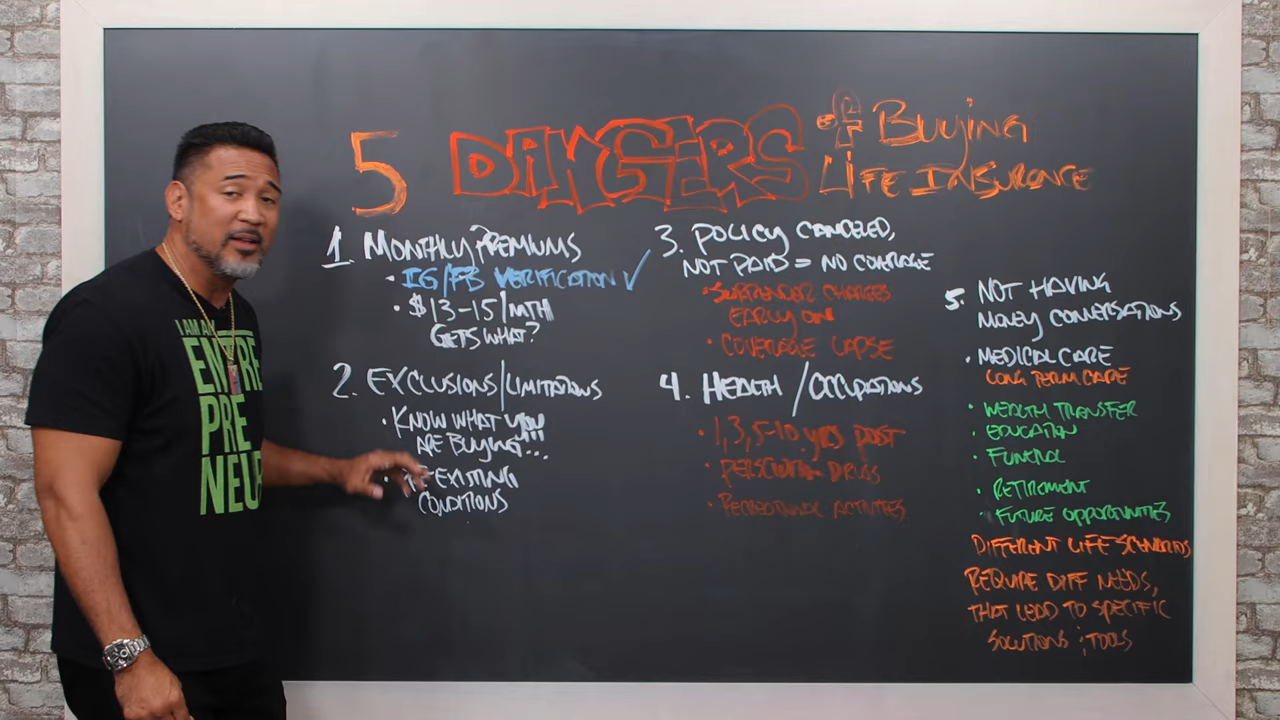 5 DANGERS of Buying
LIFE INSURANCE
1. MONTHLY PREMIUMS
• IG/FB VERIFICATION ✓
• $13-15/MTH
GETS WHAT?
2. EXCLUSIONS/LIMITATIONS
• KNOW WHAT YOU
ARE BUYING!!!...
EXISTING
CONDITIONS
3. POLICY CANCELED,
NOT PAID = NO COVERAGE
• SURRENDER CHARGES
EARLY ON
• COVERAGE LAPSE
4. HEALTH/OCCUPATIONS
• 1,3,5-10 yrs PAST
• DRUGS
• RECREATIONAL
5. NOT HAVING
MONEY CONVERSATIONS
• MEDICAL CARE
LONG TERM CARE
• WEALTH TRANSFER
• EDUCATION
• FUNERAL
• RETIREMENT
• FUTURE OPPORTUNITIES
DIFFERENT LIFE SCENARIOS
REQUIRE DIFF NEEDS,
THAT LEAD TO SPECIFIC
SOLUTIONS ; TOOLS
I AM AN
ENTRE
PRE
NEU